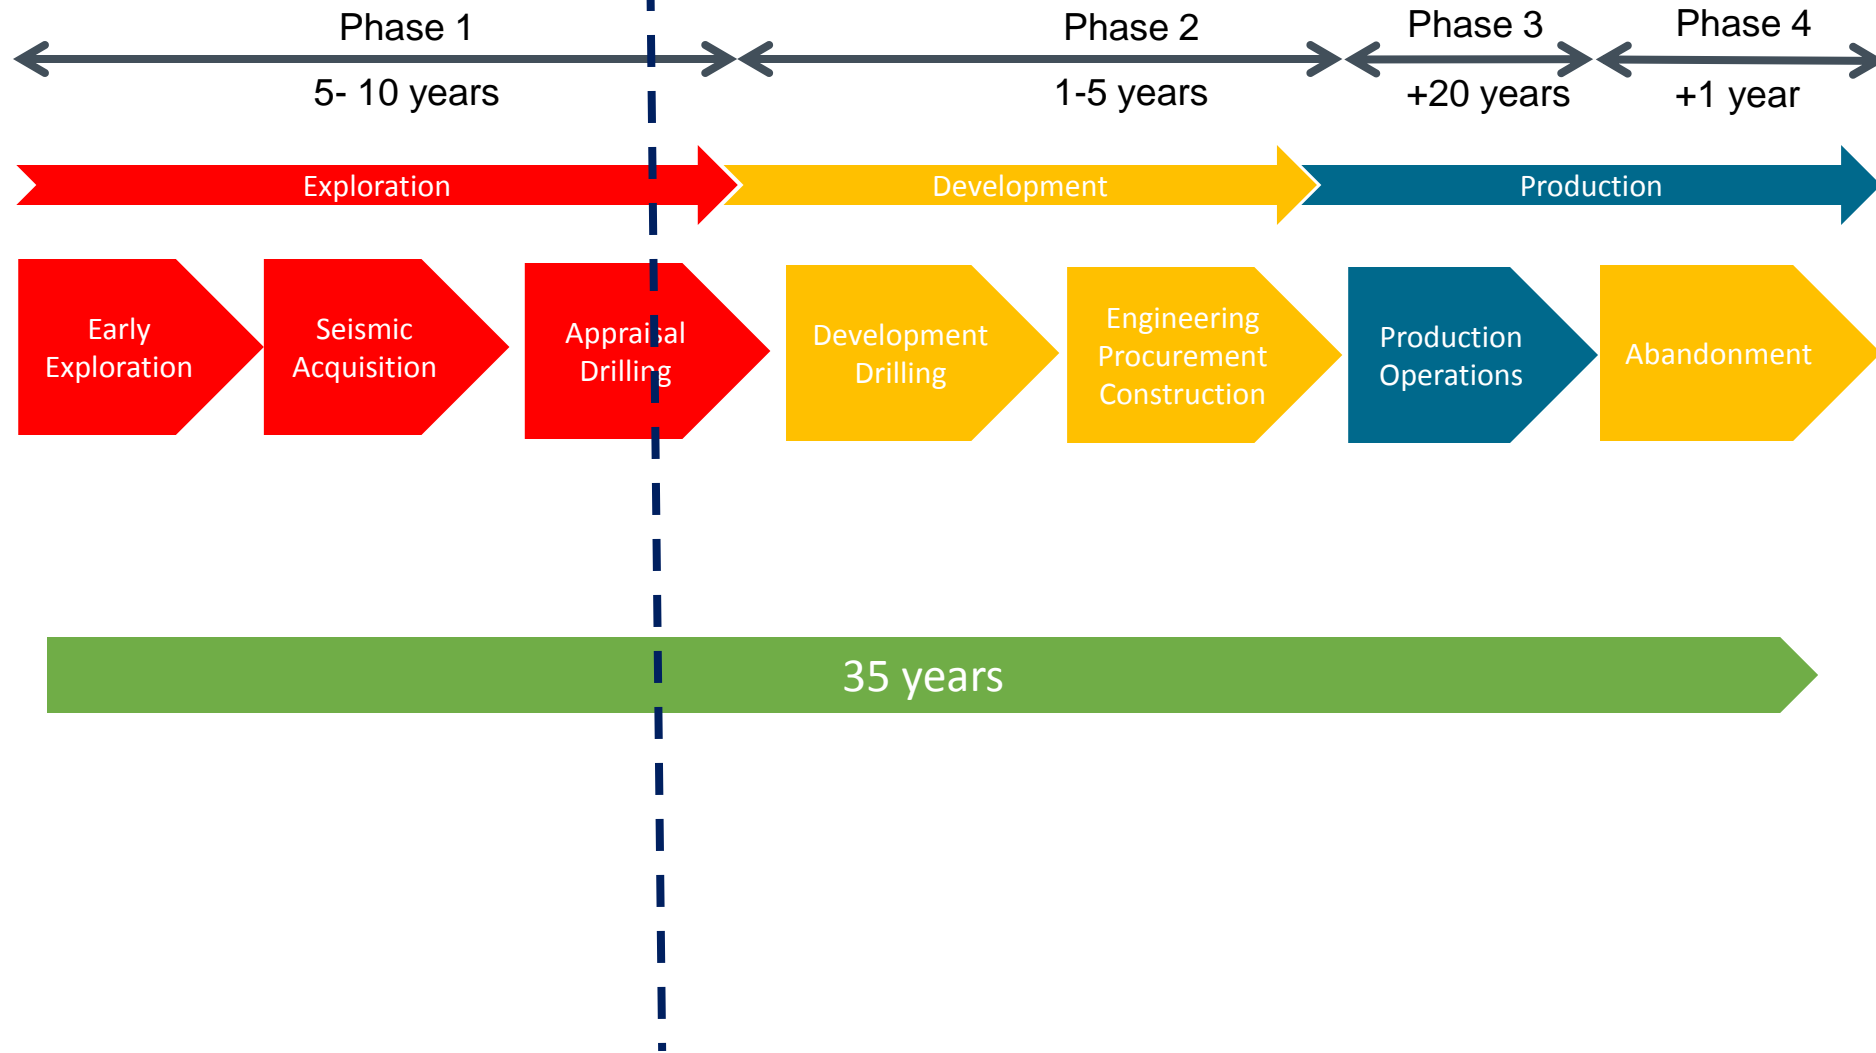 Phase 1
Phase 2
Phase 3
Phase 4
5- 10 years
1-5 years
+20 years
+1 year
Exploration
Development
Production
Early
Exploration
Seismic
Acquisition
Appraisal
Drilling
Development
Drilling
Engineering
Procurement
Construction
Production
Operations
Abandonment
35 years